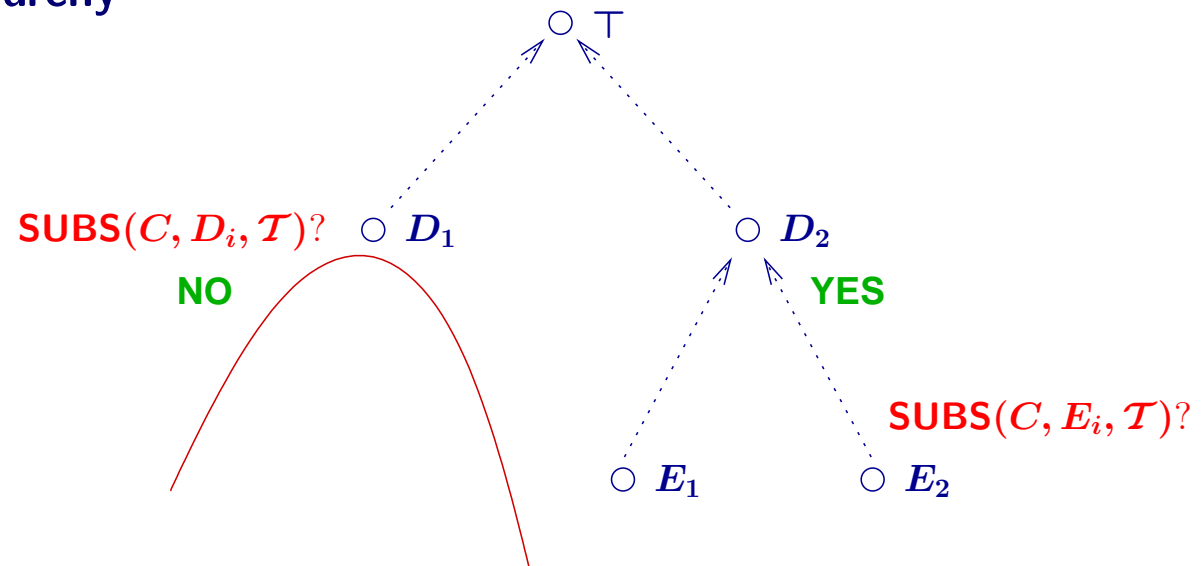 ⊤
SUBS(C, D_i, 𝒯)? D_1 D_2
NO YES
SUBS(C, E_i, 𝒯)?
E_1 E_2